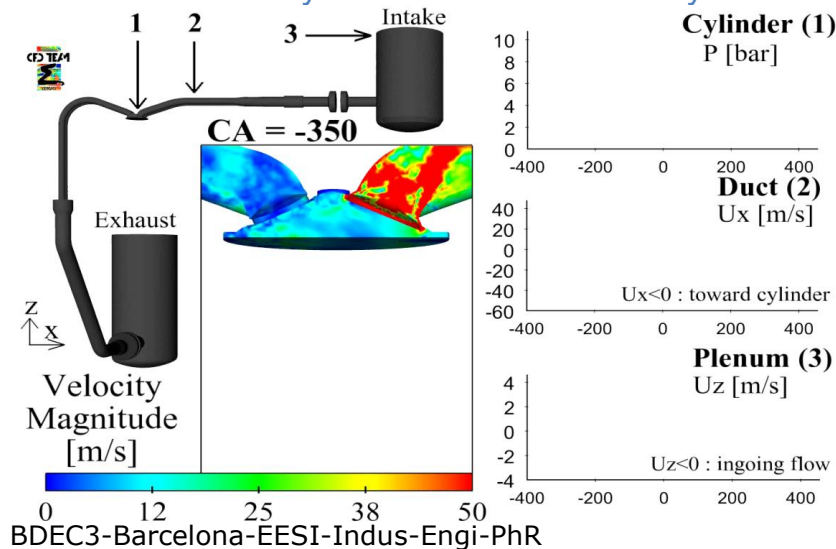 1
2
3
Intake
CFD TEAM
CA = -350
Exhaust
z
x
Velocity
Magnitude
[m/s]
0
12
25
38
50
Cylinder (1)
P [bar]
10
8
6
4
2
0
-400
-200
0
200
400
Duct (2)
Ux [m/s]
40
20
0
-20
-40
-60
Ux<0 : toward cylinder
-400
-200
0
200
400
Plenum (3)
Uz [m/s]
4
2
0
-2
-4
Uz<0 : ingoing flow
-400
-200
0
200
400
BDEC3-Barcelona-EESI-Indus-Engi-PhR